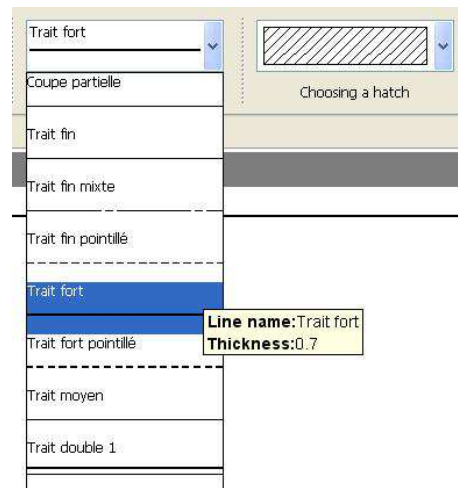 Trait fort
Choosing a hatch
Coupe partielle
Trait fin
Trait fin mixte
Trait fin pointillé
Trait fort
Line name:Trait fort
Thickness:0.7
Trait fort pointillé
Trait moyen
Trait double 1